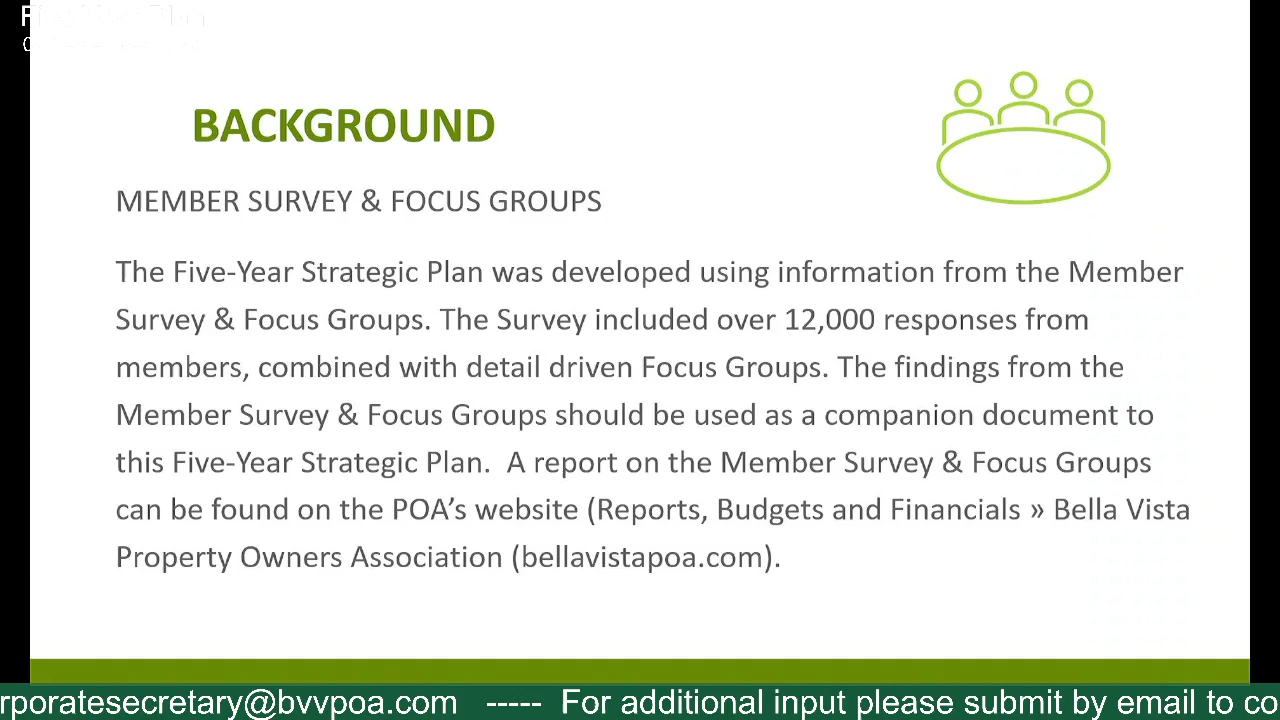 BACKGROUND
MEMBER SURVEY & FOCUS GROUPS
The Five-Year Strategic Plan was developed using information from the Member
Survey & Focus Groups. The Survey included over 12,000 responses from
members, combined with detail driven Focus Groups. The findings from the
Member Survey & Focus Groups should be used as a companion document to
this Five-Year Strategic Plan.  A report on the Member Survey & Focus Groups
can be found on the POA’s website (Reports, Budgets and Financials » Bella Vista
Property Owners Association (bellavistapoa.com).
rporatesecretary@bvvpoa.com   -----  For additional input please submit by email to co